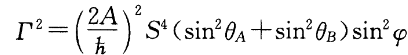 Γ² = (2A/ħ)² S⁴(sin²θ_A + sin²θ_B)sin²φ